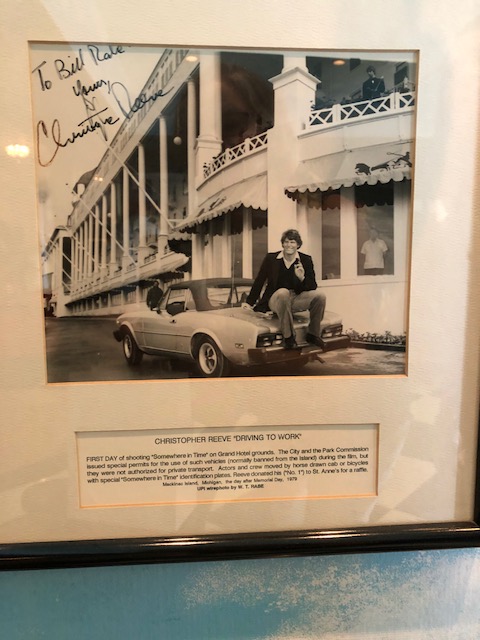 To Bill Rabe
Yours,
Christopher Reeve
CHRISTOPHER REEVE "DRIVING TO WORK"
FIRST DAY of shooting "Somewhere in Time" on Grand Hotel grounds. The City and the Park Commission
issued special permits for the use of such vehicles (normally banned from the Island) during the film, but
they were not authorized for private transport. Actors and crew moved by horse drawn cab or bicycles
with special "Somewhere in Time" identification plates. Reeve donated his ("No. 1") to St. Anne's for a raffle.
Mackinac Island, Michigan, the day after Memorial Day, 1979
UPI wirephoto by W. T. RABE